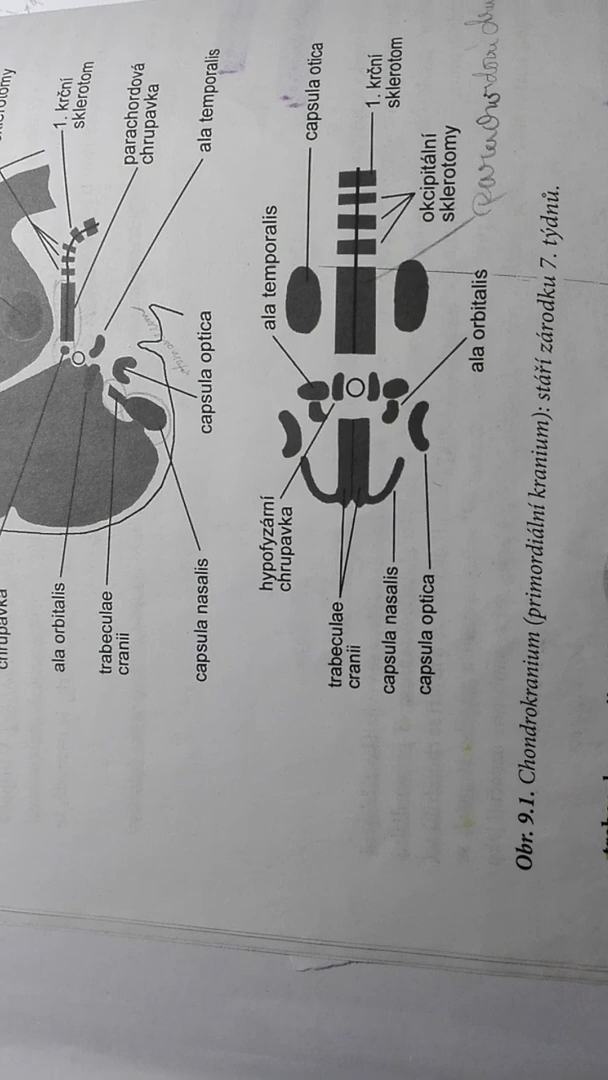 1. krční
sklerotom
parachordová
chrupavka
ala temporalis
chrupavka
ala orbitalis
trabeculae
cranii
capsula nasalis
capsula optica
ala temporalis
capsula otica
1. krční
sklerotom
okcipitální
sklerotomy
ala orbitalis
hypofyzární
chrupavka
trabeculae
cranii
capsula nasalis
capsula optica
Obr. 9.1. Chondrokranium (primordiální kranium): stáří zárodku 7. týdnů.